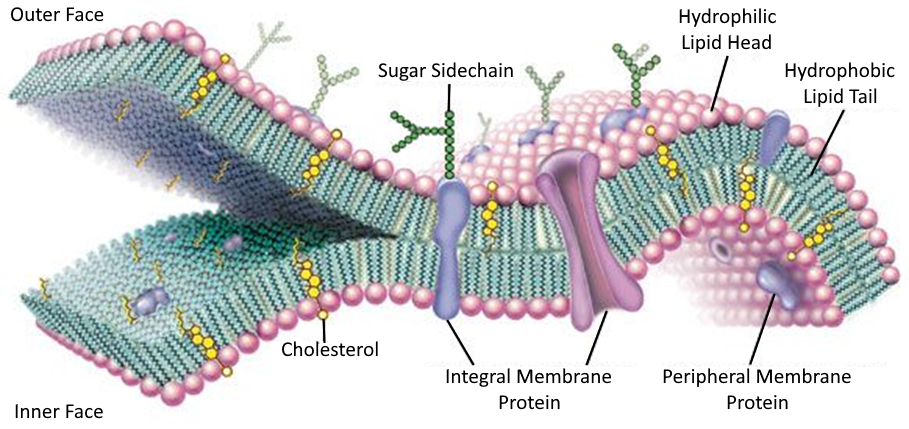 Outer Face
Hydrophilic
Lipid Head
Sugar Sidechain
Hydrophobic
Lipid Tail
Cholesterol
Integral Membrane
Protein
Peripheral Membrane
Protein
Inner Face